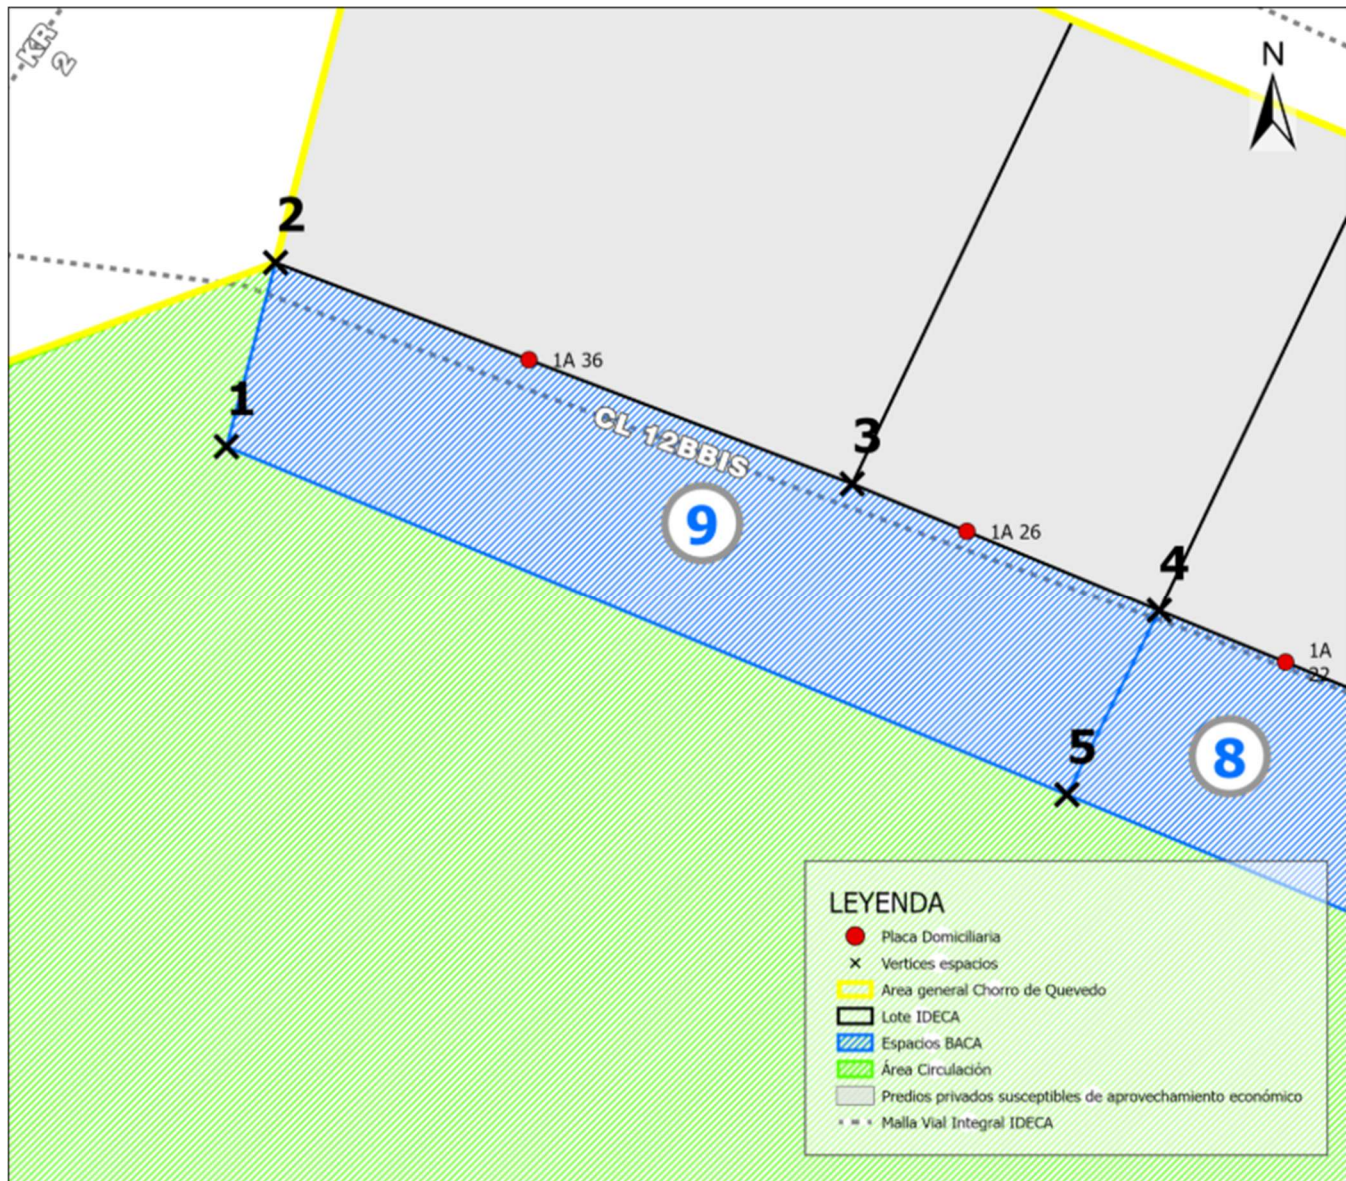 KR
2
N
2
1
1A 36
CL 12BBIS
3
9
1A 26
4
1A
22
5
8
LEYENDA
Placa Domiciliaria
Vertices espacios
Area general Chorro de Quevedo
Lote IDECA
Espacios BACA
Área Circulación
Predios privados susceptibles de aprovechamiento económico
Malla Vial Integral IDECA